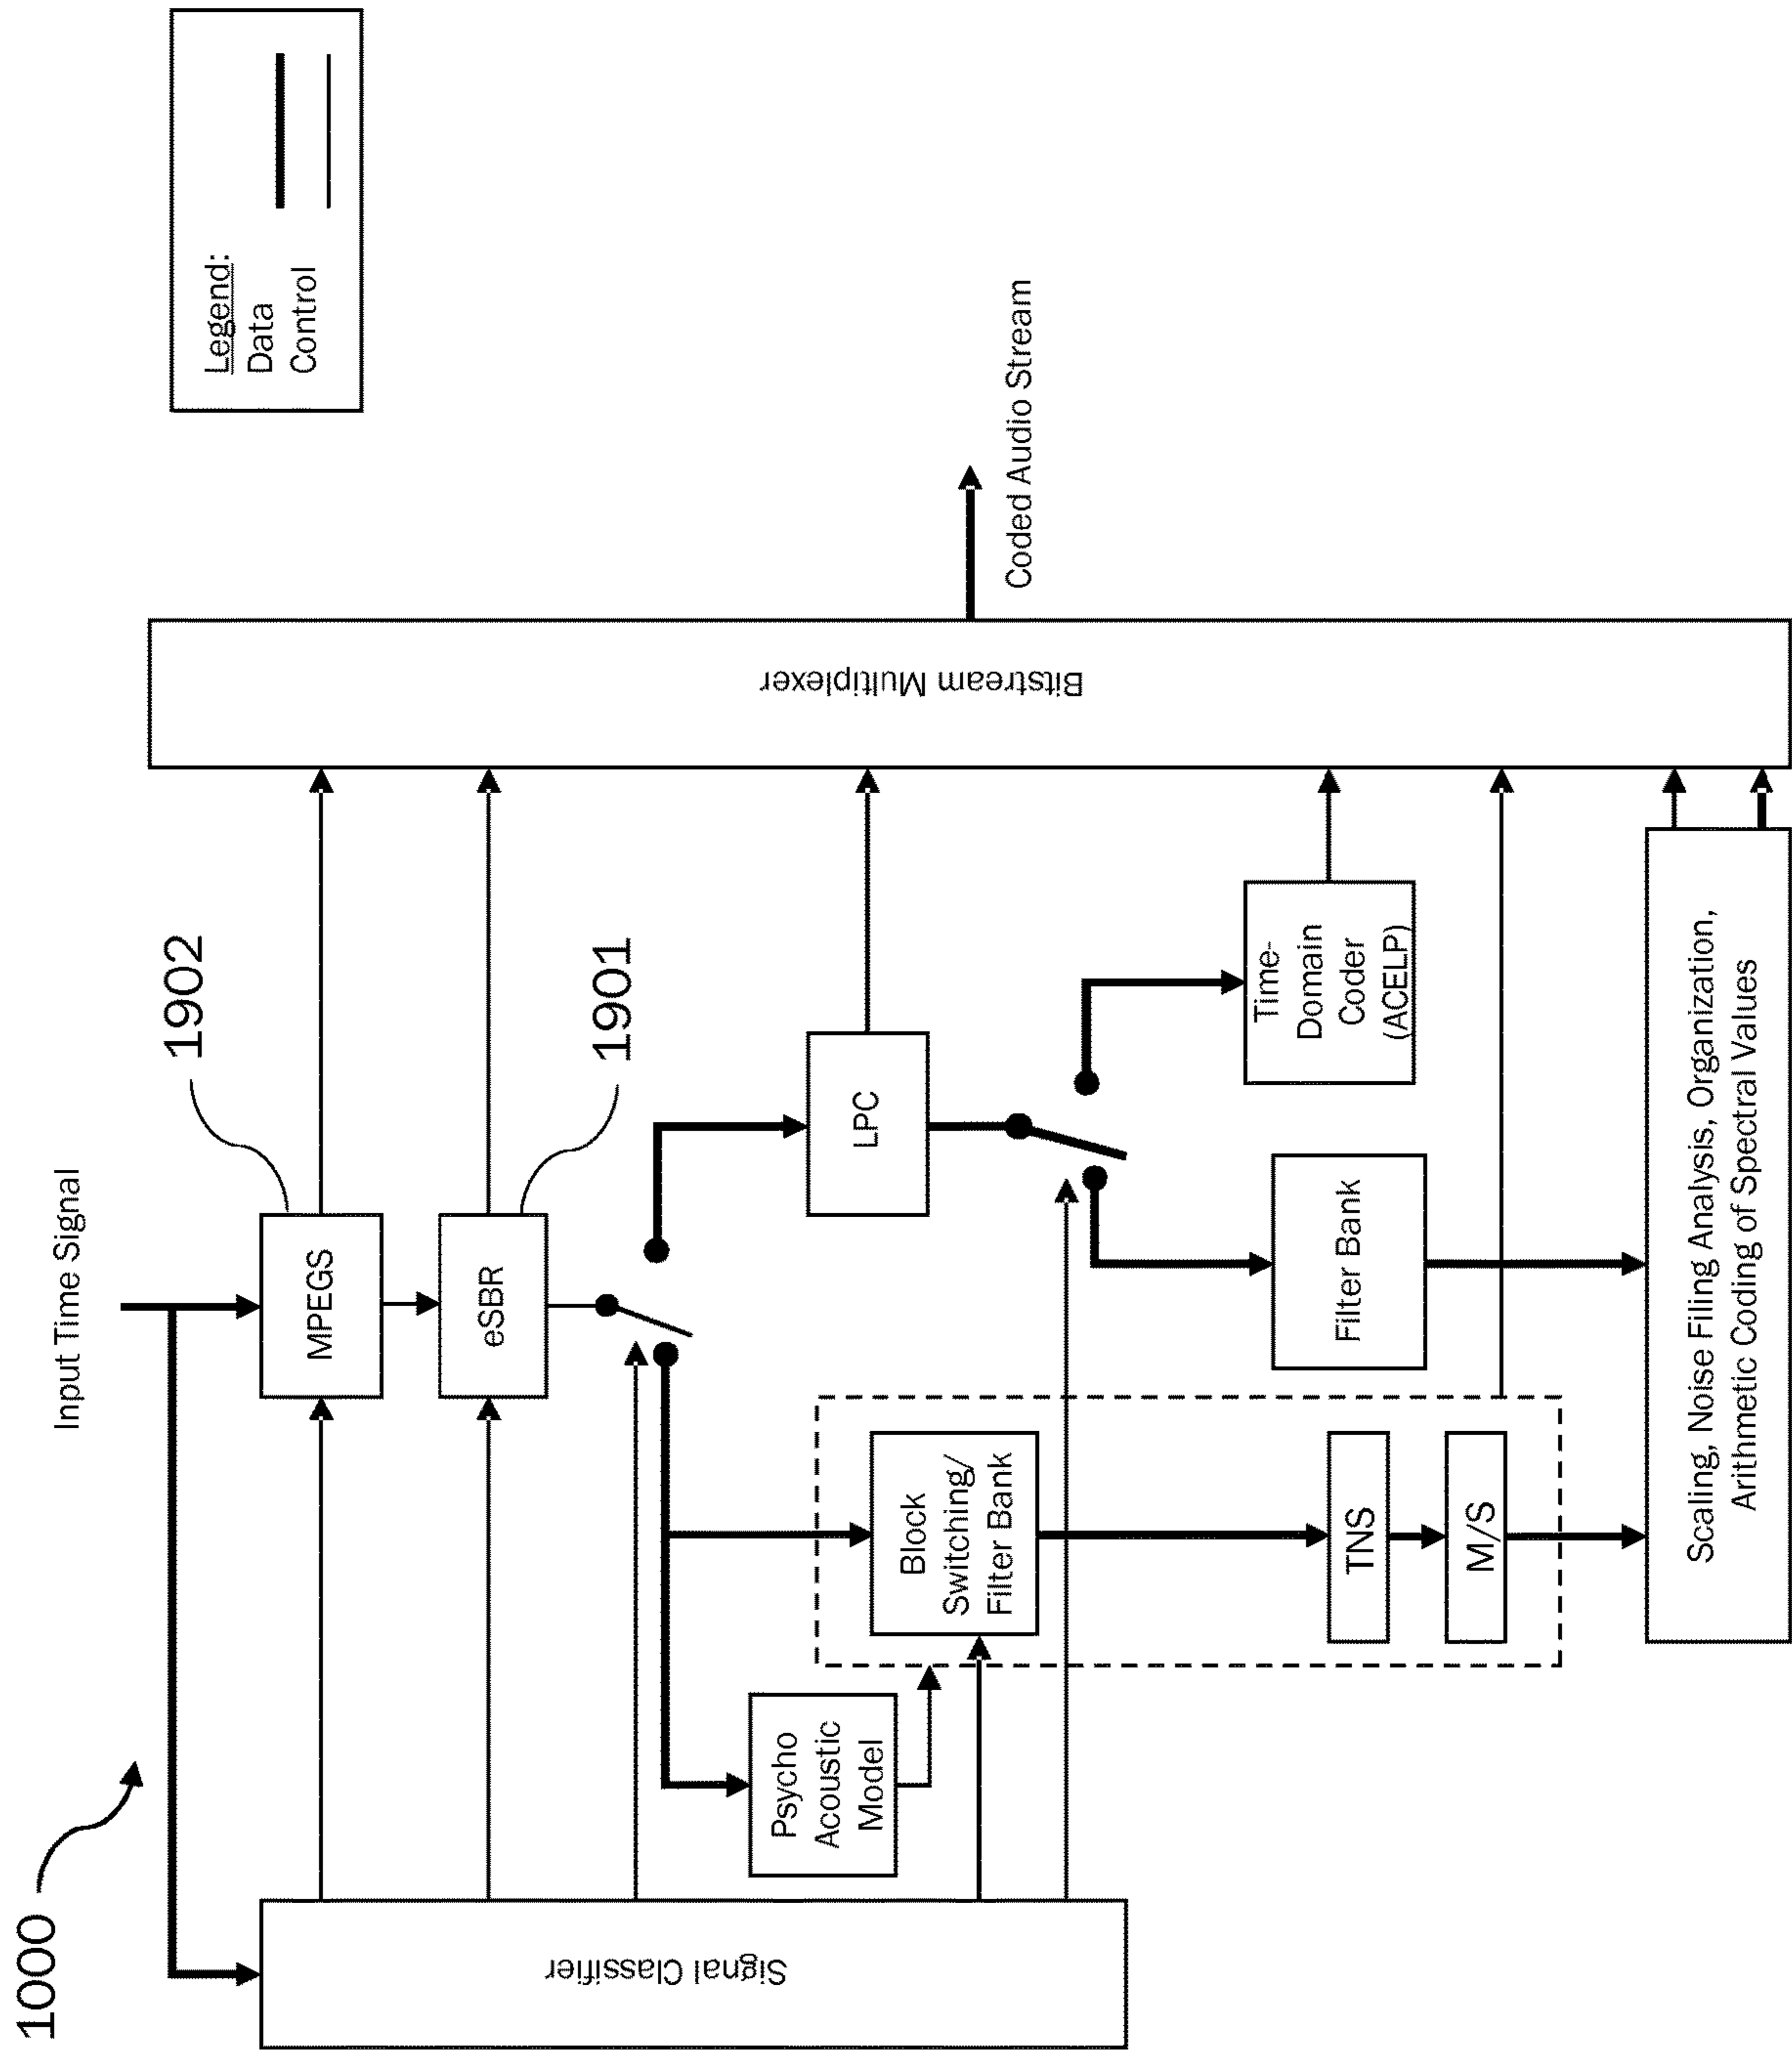 1000
Input Time Signal
1902
MPEGS
eSBR
1901
Legend:
Data
Control
Signal Classifier
Psycho
Acoustic
Model
Block
Switching/
Filter Bank
TNS
M/S
LPC
Filter Bank
Time-
Domain
Coder
(ACELP)
Bitstream Multiplexer
Coded Audio Stream
Scaling, Noise Filing Analysis, Organization,
Arithmetic Coding of Spectral Values